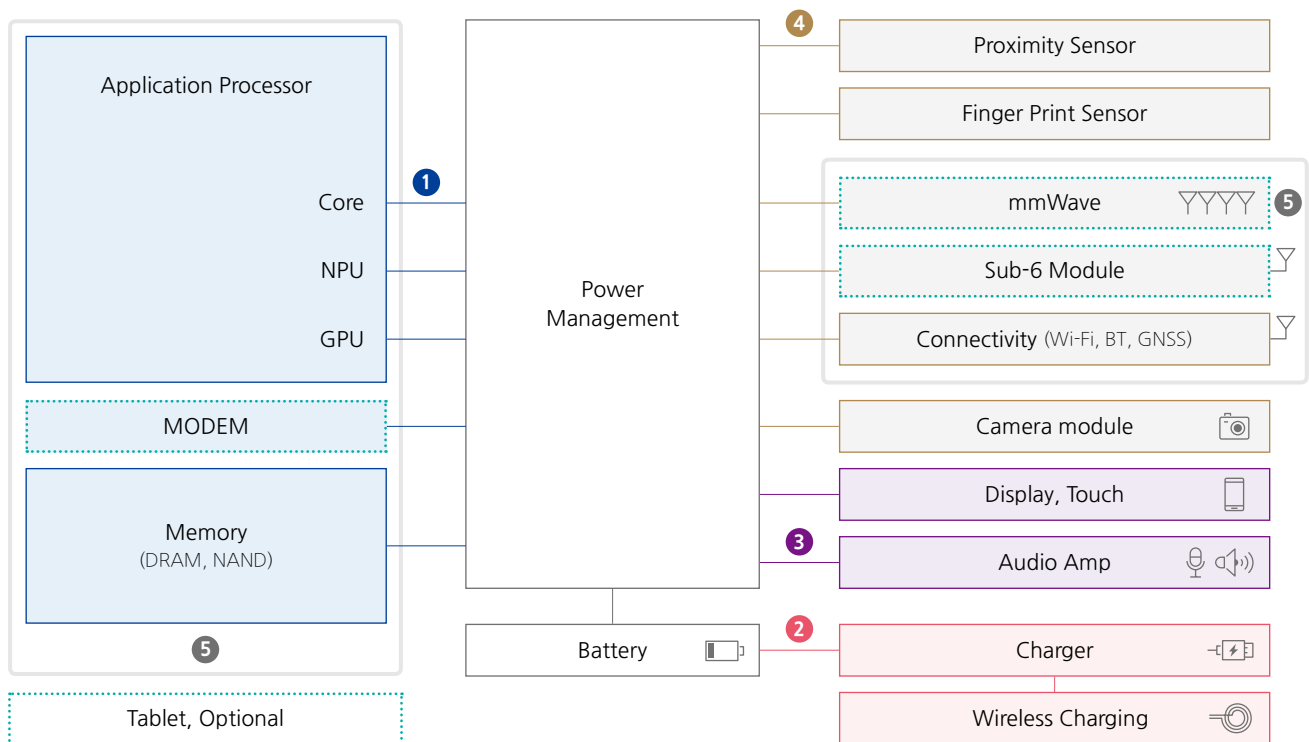 Application Processor
Core
NPU
GPU
1
MODEM
Memory
(DRAM, NAND)
5
Tablet, Optional
Power
Management
Battery
4
Proximity Sensor
Finger Print Sensor
mmWave
5
Sub-6 Module
Connectivity (Wi-Fi, BT, GNSS)
Camera module
Display, Touch
3
Audio Amp
2
Charger
Wireless Charging